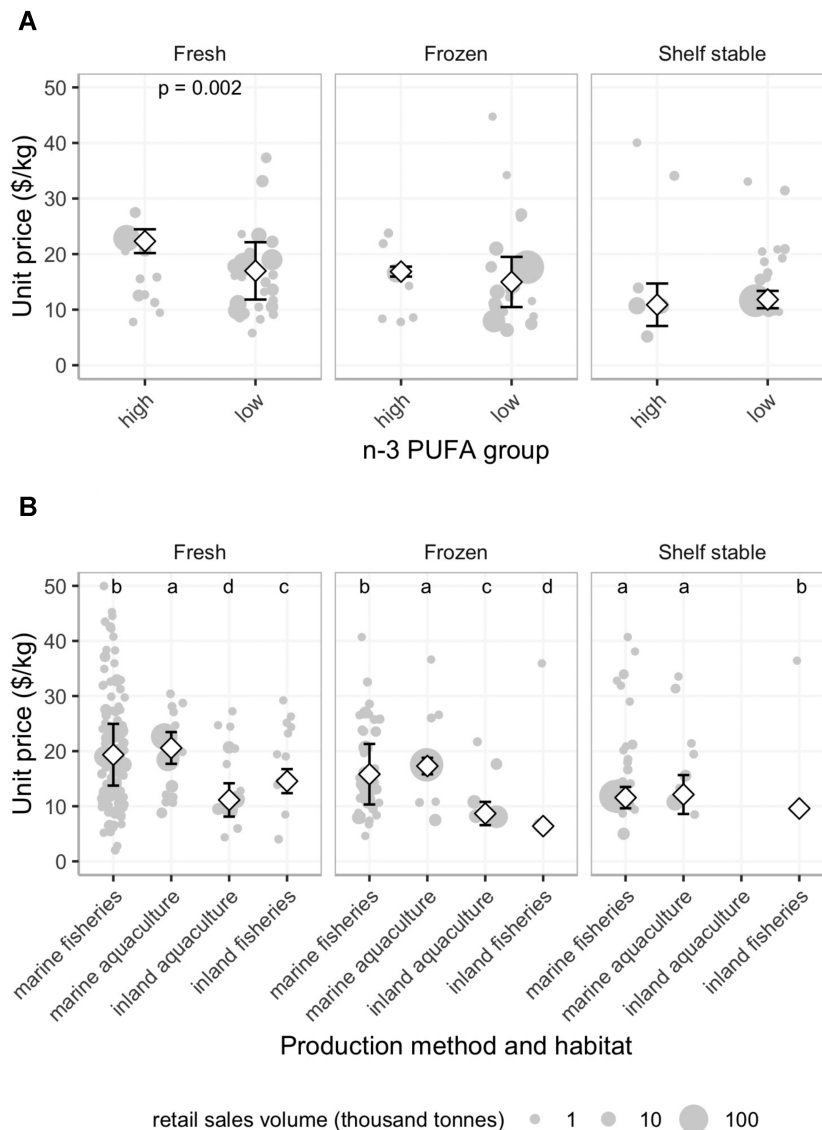 A
Fresh Frozen Shelf stable
p = 0.002
50
40
30
20
10
0
Unit price ($/kg)
high low high low high low
n-3 PUFA group
B
Fresh Frozen Shelf stable
b a d c b a c d a a b
50
40
30
20
10
0
Unit price ($/kg)
marine fisheries marine aquaculture inland aquaculture inland fisheries marine fisheries marine aquaculture inland aquaculture inland fisheries marine fisheries marine aquaculture inland aquaculture inland fisheries
Production method and habitat
retail sales volume (thousand tonnes) 1 10 100